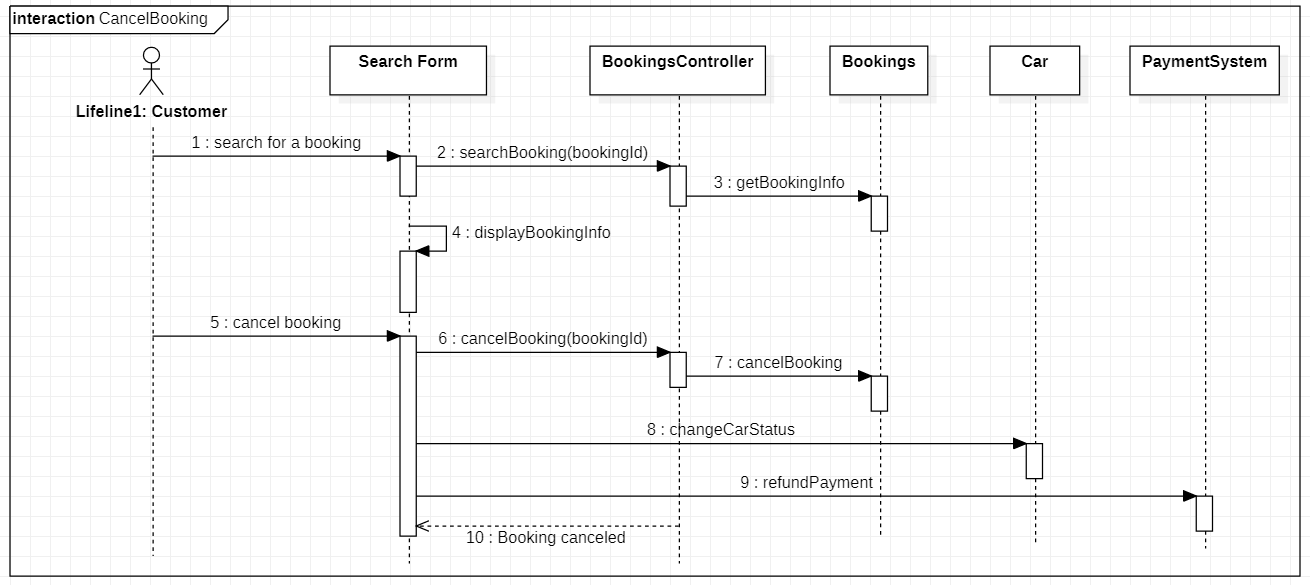 interaction CancelBooking
Lifeline1: Customer
Search Form
BookingsController
Bookings
Car
PaymentSystem
1 : search for a booking
2 : searchBooking(bookingId)
3 : getBookingInfo
4 : displayBookingInfo
5 : cancel booking
6 : cancelBooking(bookingId)
7 : cancelBooking
8 : changeCarStatus
9 : refundPayment
10 : Booking canceled